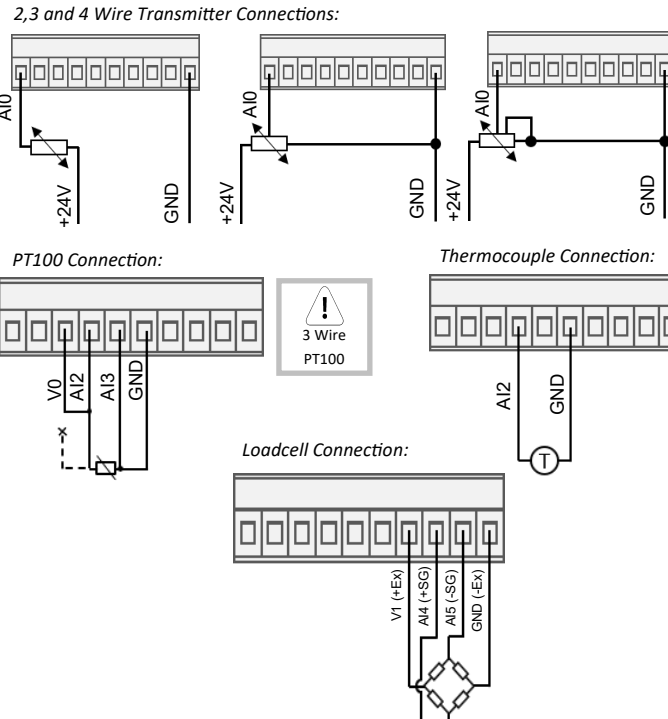 2,3 and 4 Wire Transmitter Connections:
AI0
+24V
GND
AI0
+24V
GND
AI0
+24V
GND
PT100 Connection:
V0
AI2
AI3
GND
!
3 Wire
PT100
Thermocouple Connection:
AI2
GND
T
Loadcell Connection:
V1 (+Ex)
AI4 (+SG)
AI5 (-SG)
GND (-Ex)